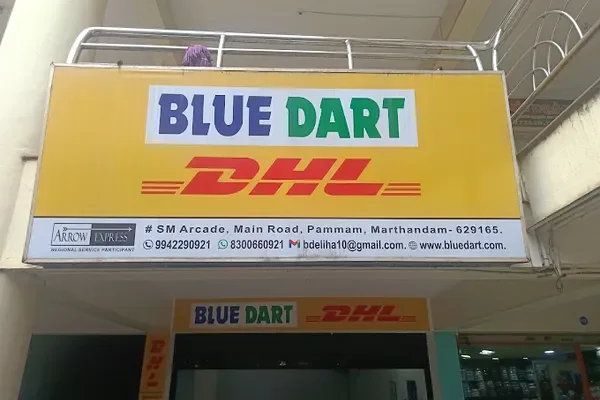 BLUE DART
DHL
ARROW EXPRESS
REGIONAL SERVICE PARTICIPANT
# SM Arcade, Main Road, Pammam, Marthandam- 629165.
9942290921 8300660921 bdeliha10@gmail.com. www.bluedart.com.
BLUE DART DHL
DHL